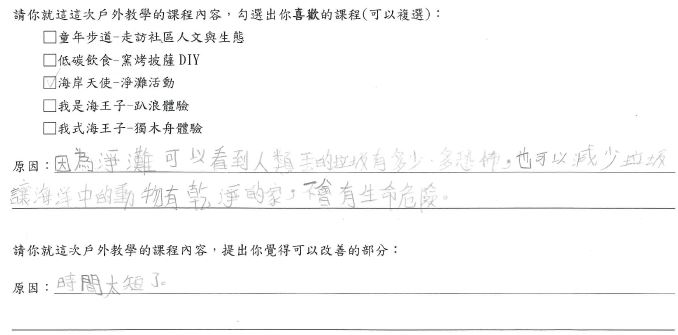 請你就這這次戶外教學的課程內容，勾選出你喜歡的課程(可以複選)：
□童年步道-走訪社區人文與生態
□低碳飲食-窯烤披薩DIY
☑海岸天使-淨灘活動
□我是海王子-趴浪體驗
□我式海王子-獨木舟體驗
原因：因為淨灘可以看到人類丟的垃圾有多少、多恐怖，也可以減少垃圾
讓海洋中的動物有乾淨的家，不會有生命危險。
請你就這這次戶外教學的課程內容，提出你覺得可以改善的部分：
原因：時間太短了。